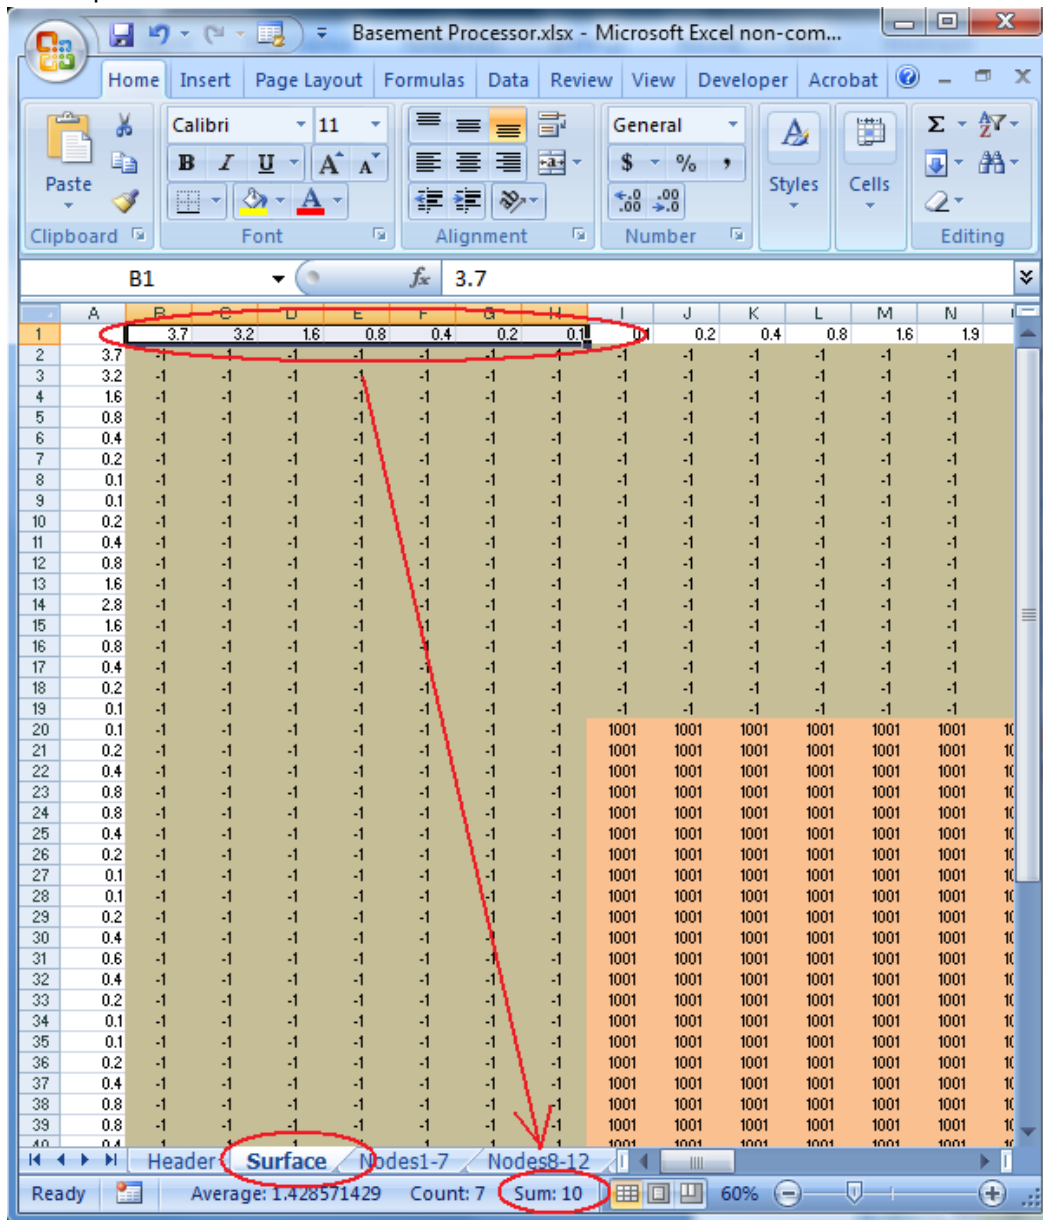 Basement Processor.xlsx - Microsoft Excel non-com...
Home Insert Page Layout Formulas Data Review View Developer Acrobat
Paste
Clipboard
Calibri 11
B I U A A
A
Font
Alignment
General
$ % ,
.0 .00
.00 .0
Number
Styles
Cells
Σ A Z
Editing
B1 fx 3.7
A B C D E F G H I J K L M N
1 3.7 3.2 1.6 0.8 0.4 0.2 0.1 0.1 0.2 0.4 0.8 1.6 1.9
2 3.7 -1 -1 -1 -1 -1 -1 -1 -1 -1 -1 -1 -1 -1
3 3.2 -1 -1 -1 -1 -1 -1 -1 -1 -1 -1 -1 -1 -1
4 1.6 -1 -1 -1 -1 -1 -1 -1 -1 -1 -1 -1 -1 -1
5 0.8 -1 -1 -1 -1 -1 -1 -1 -1 -1 -1 -1 -1 -1
6 0.4 -1 -1 -1 -1 -1 -1 -1 -1 -1 -1 -1 -1 -1
7 0.2 -1 -1 -1 -1 -1 -1 -1 -1 -1 -1 -1 -1 -1
8 0.1 -1 -1 -1 -1 -1 -1 -1 -1 -1 -1 -1 -1 -1
9 0.1 -1 -1 -1 -1 -1 -1 -1 -1 -1 -1 -1 -1 -1
10 0.2 -1 -1 -1 -1 -1 -1 -1 -1 -1 -1 -1 -1 -1
11 0.4 -1 -1 -1 -1 -1 -1 -1 -1 -1 -1 -1 -1 -1
12 0.8 -1 -1 -1 -1 -1 -1 -1 -1 -1 -1 -1 -1 -1
13 1.6 -1 -1 -1 -1 -1 -1 -1 -1 -1 -1 -1 -1 -1
14 2.8 -1 -1 -1 -1 -1 -1 -1 -1 -1 -1 -1 -1 -1
15 1.6 -1 -1 -1 -1 -1 -1 -1 -1 -1 -1 -1 -1 -1
16 0.8 -1 -1 -1 -1 -1 -1 -1 -1 -1 -1 -1 -1 -1
17 0.4 -1 -1 -1 -1 -1 -1 -1 -1 -1 -1 -1 -1 -1
18 0.2 -1 -1 -1 -1 -1 -1 -1 -1 -1 -1 -1 -1 -1
19 0.1 -1 -1 -1 -1 -1 -1 -1 -1 -1 -1 -1 -1 -1
20 0.1 -1 -1 -1 -1 -1 -1 -1 1001 1001 1001 1001 1001 1001
21 0.2 -1 -1 -1 -1 -1 -1 -1 1001 1001 1001 1001 1001 1001
22 0.4 -1 -1 -1 -1 -1 -1 -1 1001 1001 1001 1001 1001 1001
23 0.8 -1 -1 -1 -1 -1 -1 -1 1001 1001 1001 1001 1001 1001
24 0.8 -1 -1 -1 -1 -1 -1 -1 1001 1001 1001 1001 1001 1001
25 0.4 -1 -1 -1 -1 -1 -1 -1 1001 1001 1001 1001 1001 1001
26 0.2 -1 -1 -1 -1 -1 -1 -1 1001 1001 1001 1001 1001 1001
27 0.1 -1 -1 -1 -1 -1 -1 -1 1001 1001 1001 1001 1001 1001
28 0.1 -1 -1 -1 -1 -1 -1 -1 1001 1001 1001 1001 1001 1001
29 0.2 -1 -1 -1 -1 -1 -1 -1 1001 1001 1001 1001 1001 1001
30 0.4 -1 -1 -1 -1 -1 -1 -1 1001 1001 1001 1001 1001 1001
31 0.6 -1 -1 -1 -1 -1 -1 -1 1001 1001 1001 1001 1001 1001
32 0.4 -1 -1 -1 -1 -1 -1 -1 1001 1001 1001 1001 1001 1001
33 0.2 -1 -1 -1 -1 -1 -1 -1 1001 1001 1001 1001 1001 1001
34 0.1 -1 -1 -1 -1 -1 -1 -1 1001 1001 1001 1001 1001 1001
35 0.1 -1 -1 -1 -1 -1 -1 -1 1001 1001 1001 1001 1001 1001
36 0.2 -1 -1 -1 -1 -1 -1 -1 1001 1001 1001 1001 1001 1001
37 0.4 -1 -1 -1 -1 -1 -1 -1 1001 1001 1001 1001 1001 1001
38 0.8 -1 -1 -1 -1 -1 -1 -1 1001 1001 1001 1001 1001 1001
39 0.8 -1 -1 -1 -1 -1 -1 -1 1001 1001 1001 1001 1001 1001
Header Surface Nodes1-7 Nodes8-12
Ready Average: 1.428571429 Count: 7 Sum: 10 60%